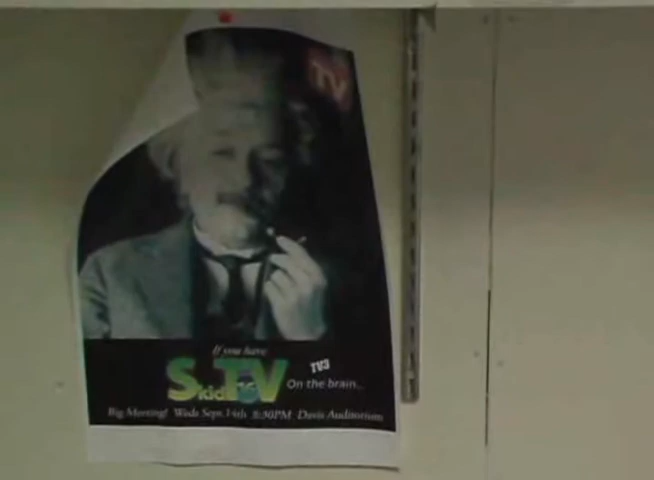 TV
If you have
SkidTV
TV3
On the brain..
Big Meeting! Weds Sept. 14th 8:30PM Davis Auditorium